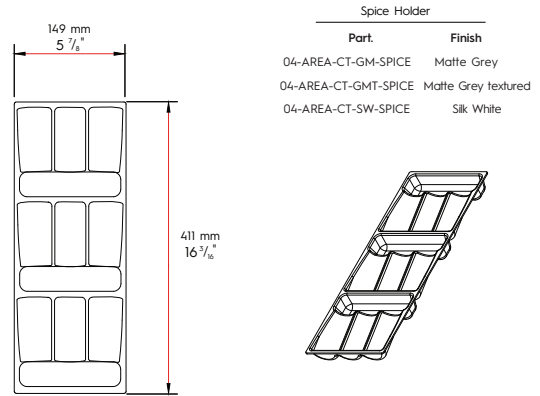 Spice Holder
Part. Finish
04-AREA-CT-GM-SPICE Matte Grey
04-AREA-CT-GMT-SPICE Matte Grey textured
04-AREA-CT-SW-SPICE Silk White
149 mm
5 7/8"
411 mm
16 3/16"